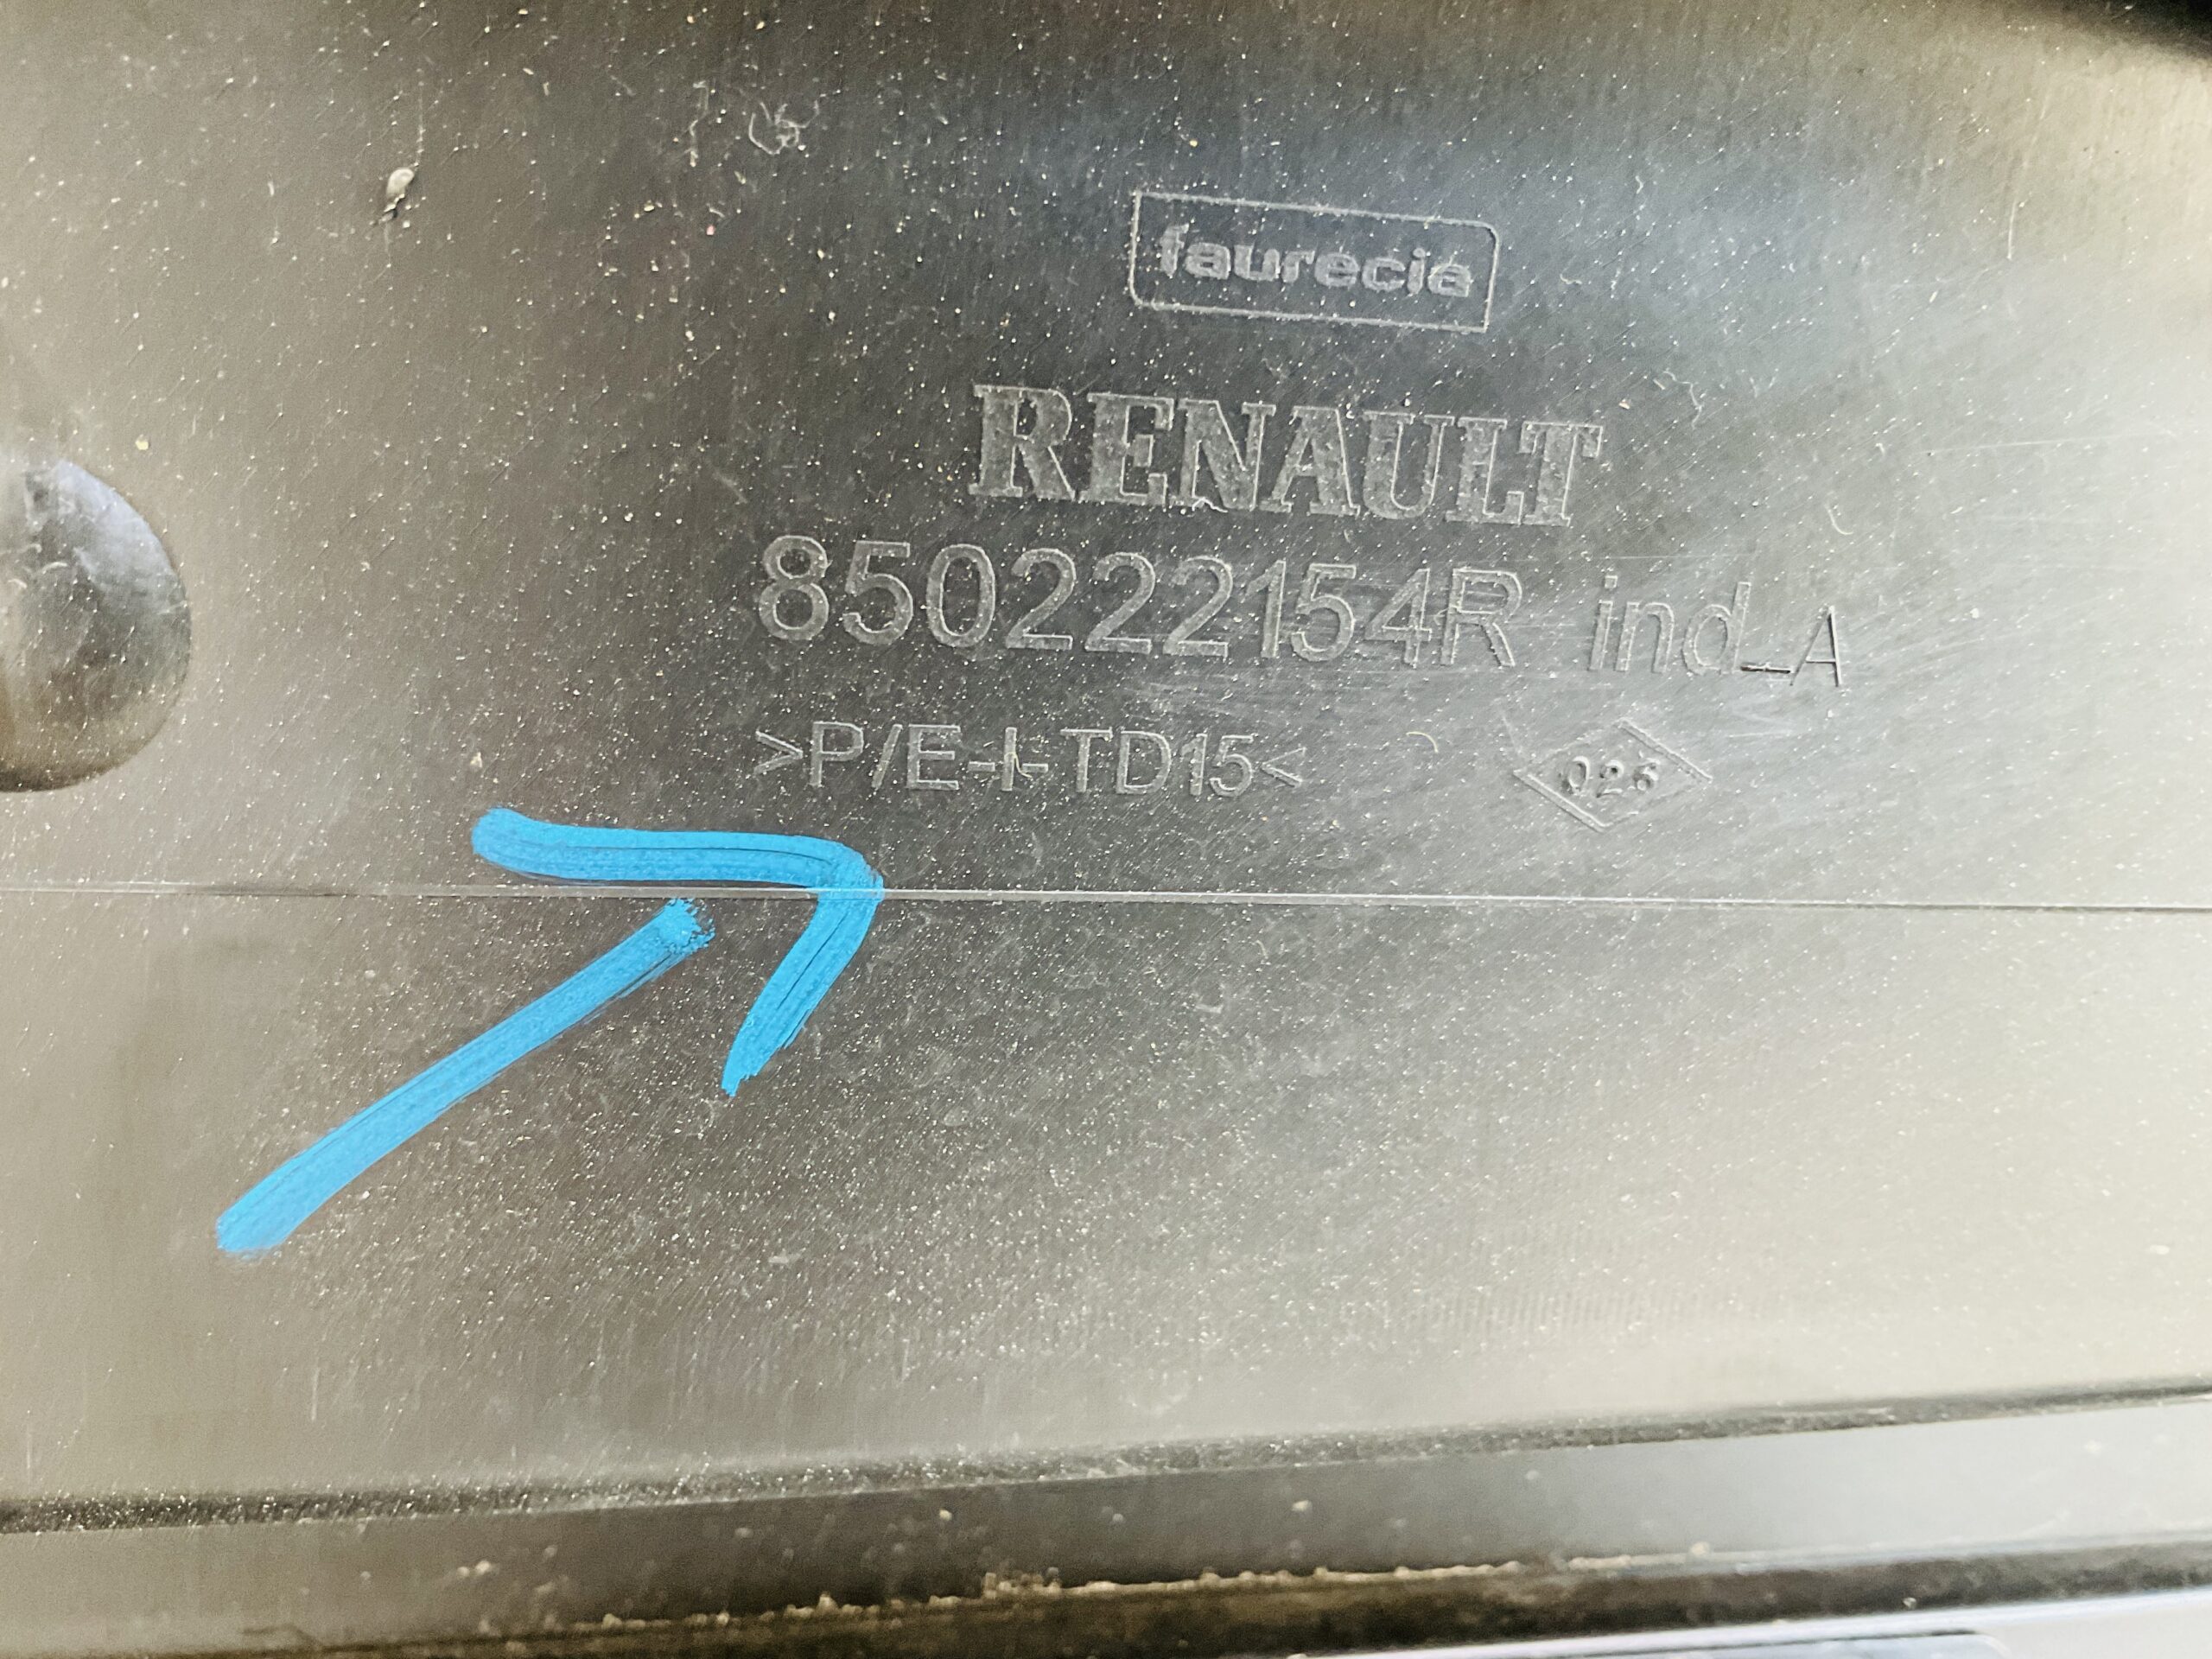 faurecia
RENAULT
850222154R ind_A
>P/E-I-TD15< 026